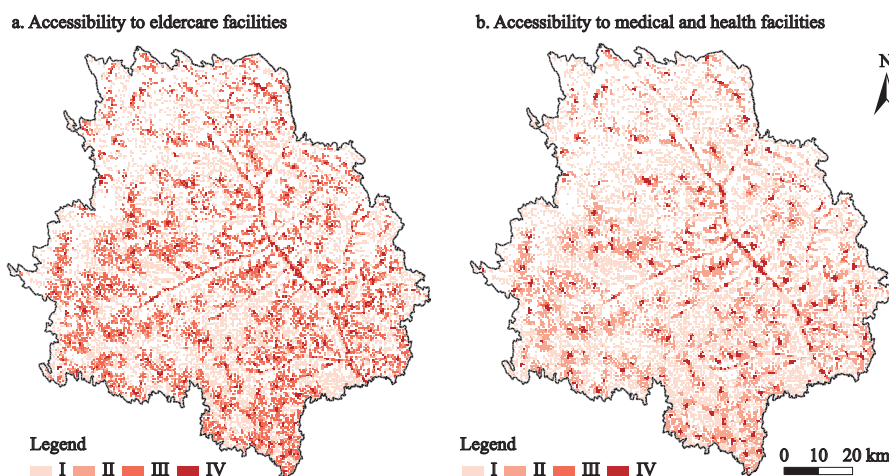 a. Accessibility to eldercare facilities
b. Accessibility to medical and health facilities
N
Legend
I II III IV
Legend
I II III IV
0 10 20 km